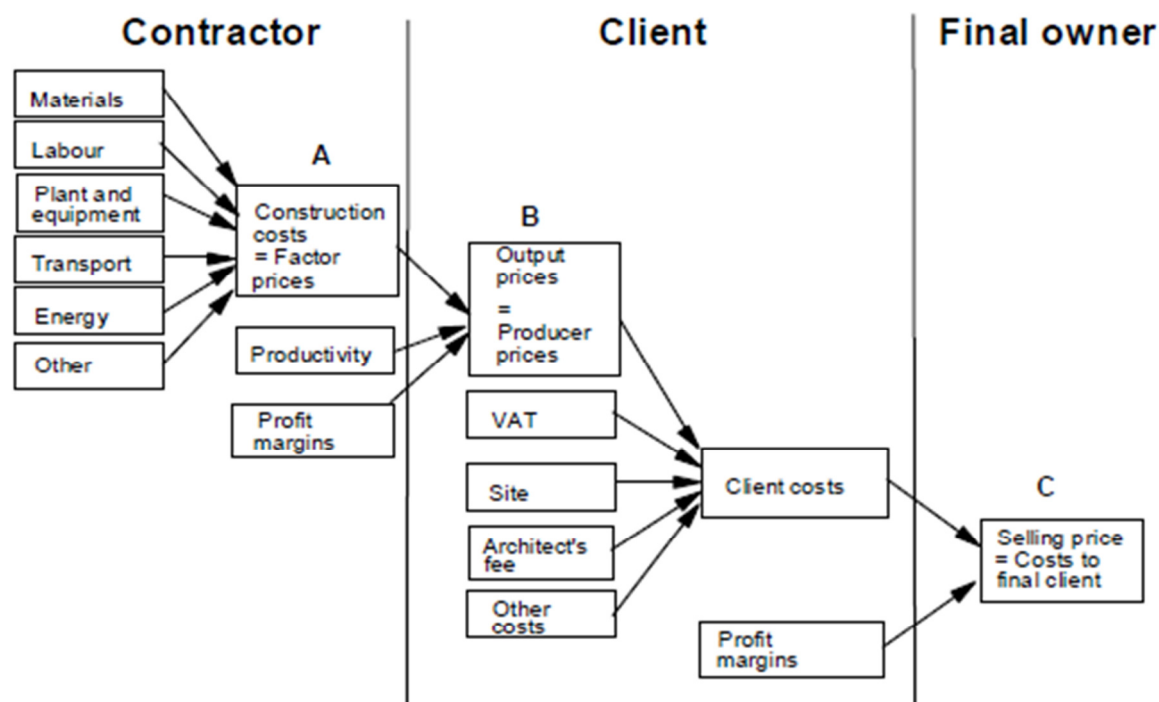 Contractor
Client
Final owner
Materials
Labour
Plant and
equipment
Transport
Energy
Other
A
Construction
costs
= Factor
prices
Productivity
Profit
margins
B
Output
prices
=
Producer
prices
VAT
Site
Architect's
fee
Other
costs
Client costs
Profit
margins
C
Selling price
= Costs to
final client